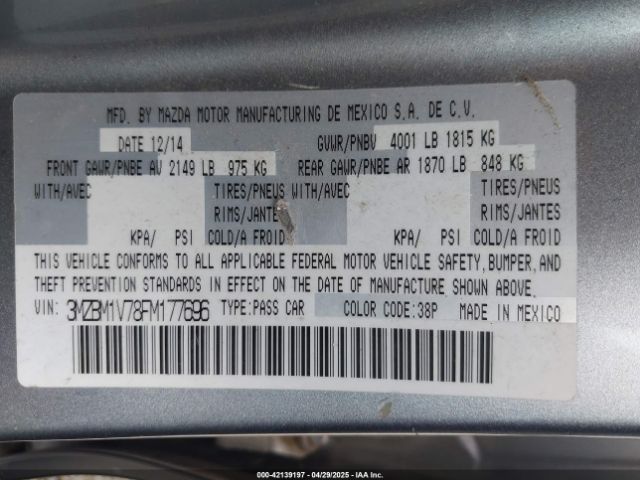 MFD. BY MAZDA MOTOR MANUFACTURING DE MEXICO S.A. DE C.V.
DATE 12/14 GVWR/PNBV 4001 LB 1815 KG
FRONT GAWR/PNBE AV 2149 LB 975 KG REAR GAWR/PNBE AR 1870 LB 848 KG
WITH/AVEC TIRES/PNEUS WITH/AVEC TIRES/PNEUS
RIMS/JANTES RIMS/JANTES
KPA/ PSI COLD/A FROID KPA/ PSI COLD/A FROID
THIS VEHICLE CONFORMS TO ALL APPLICABLE FEDERAL MOTOR VEHICLE SAFETY, BUMPER, AND
THEFT PREVENTION STANDARDS IN EFFECT ON THE DATE OF MANUFACTURE SHOWN ABOVE.
VIN: 3MZBM1V78FM177696 TYPE:PASS CAR COLOR CODE:38P MADE IN MEXICO
000-42139197 - 04/29/2025 - IAAI Inc.